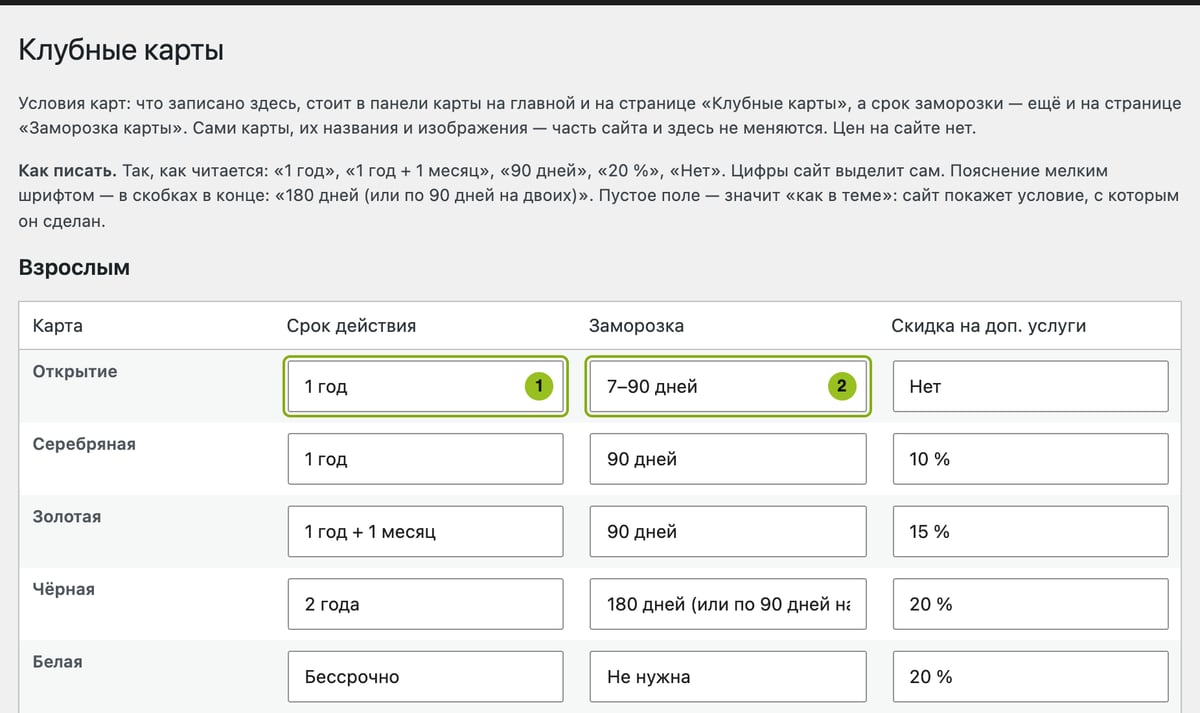 Клубные карты
Условия карт: что записано здесь, стоит в панели карты на главной и на странице «Клубные карты», а срок заморозки — ещё и на странице
«Заморозка карты». Сами карты, их названия и изображения — часть сайта и здесь не меняются. Цен на сайте нет.
Как писать. Так, как читается: «1 год», «1 год + 1 месяц», «90 дней», «20 %», «Нет». Цифры сайт выделит сам. Пояснение мелким
шрифтом — в скобках в конце: «180 дней (или по 90 дней на двоих)». Пустое поле — значит «как в теме»: сайт покажет условие, с которым
он сделан.
Взрослым
Карта Срок действия Заморозка Скидка на доп. услуги
Открытие 1 год 1 7–90 дней 2 Нет
Серебряная 1 год 90 дней 10 %
Золотая 1 год + 1 месяц 90 дней 15 %
Чёрная 2 года 180 дней (или по 90 дней 20 %
Белая Бессрочно Не нужна 20 %